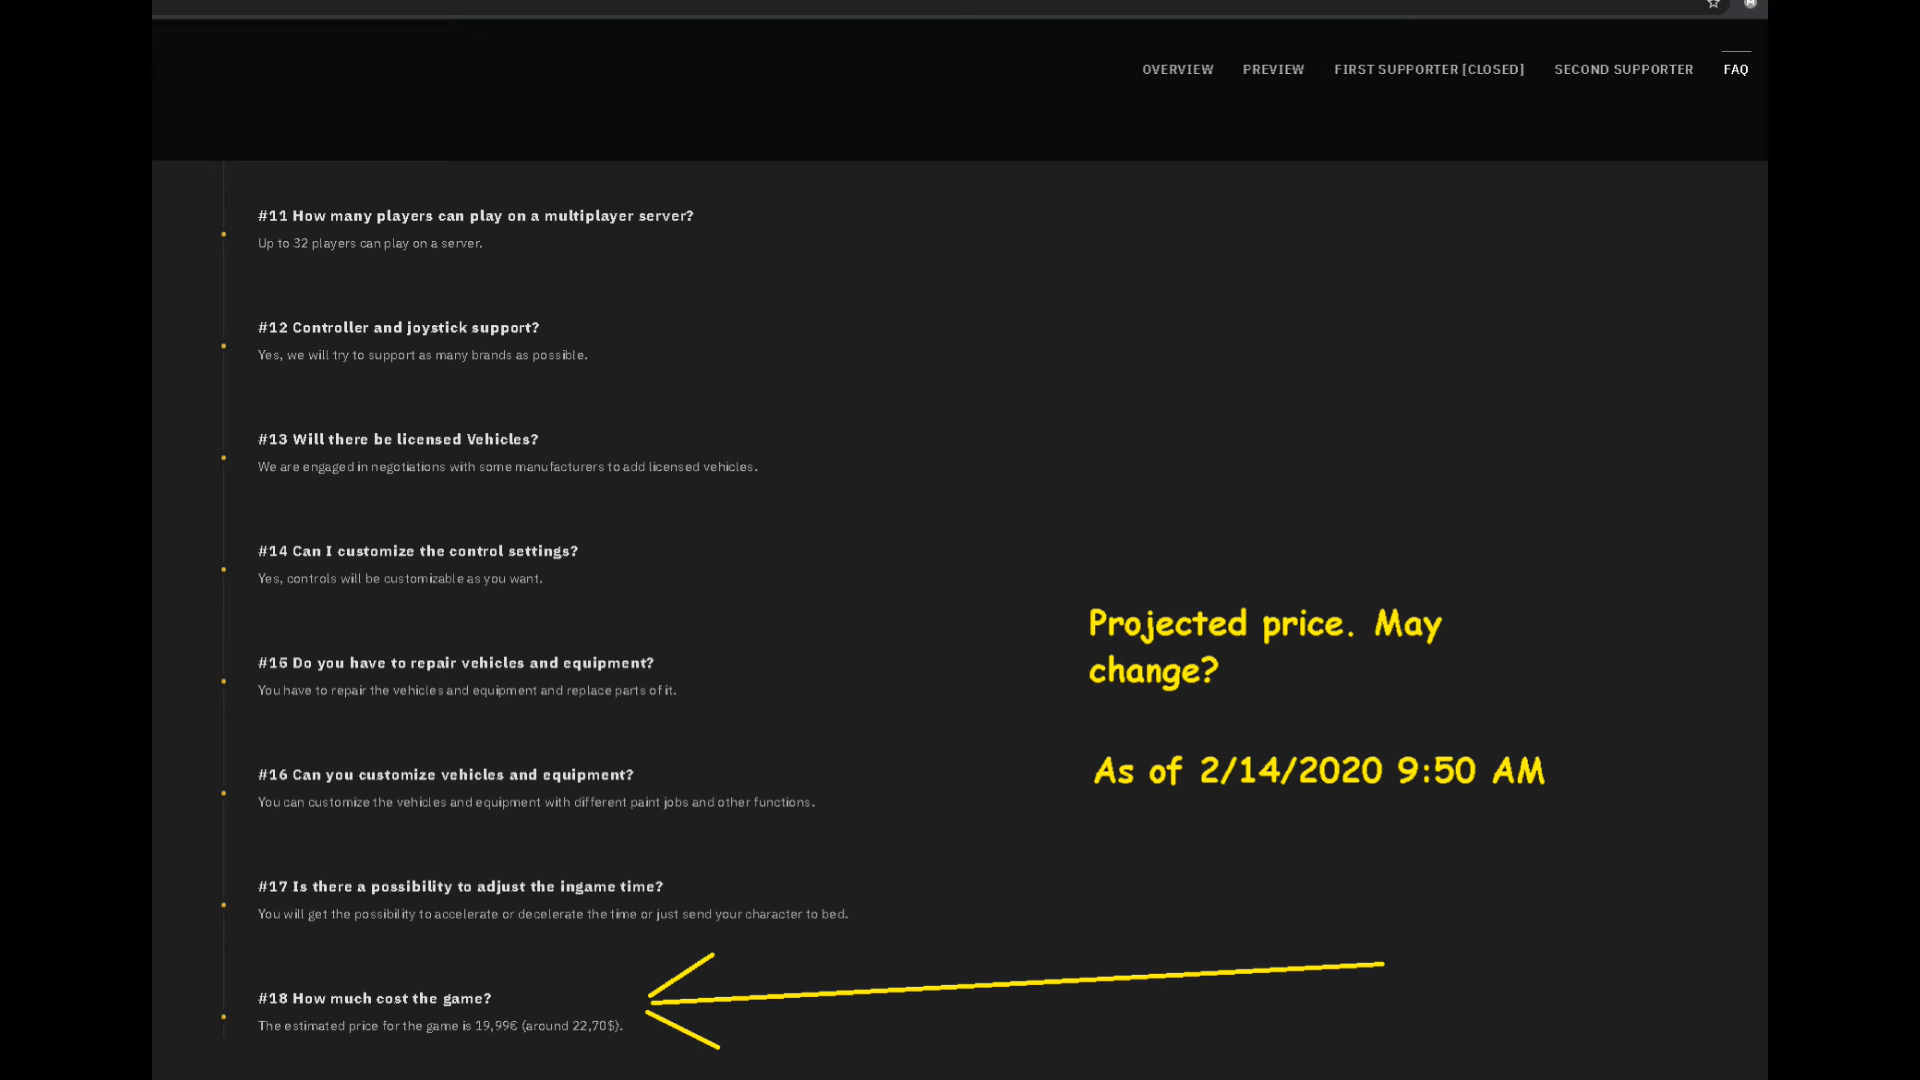 OVERVIEW PREVIEW FIRST SUPPORTER [CLOSED] SECOND SUPPORTER FAQ
#11 How many players can play on a multiplayer server?
Up to 32 players can play on a server.
#12 Controller and joystick support?
Yes, we will try to support as many brands as possible.
#13 Will there be licensed Vehicles?
We are engaged in negotiations with some manufacturers to add licensed vehicles.
#14 Can I customize the control settings?
Yes, controls will be customizable as you want.
#15 Do you have to repair vehicles and equipment?
You have to repair the vehicles and equipment and replace parts of it.
#16 Can you customize vehicles and equipment?
You can customize the vehicles and equipment with different paint jobs and other functions.
#17 Is there a possibility to adjust the ingame time?
You will get the possibility to accelerate or decelerate the time or just send your character to bed.
#18 How much cost the game?
The estimated price for the game is 19,99€ (around 22,70$).
Projected price. May
change?
As of 2/14/2020 9:50 AM